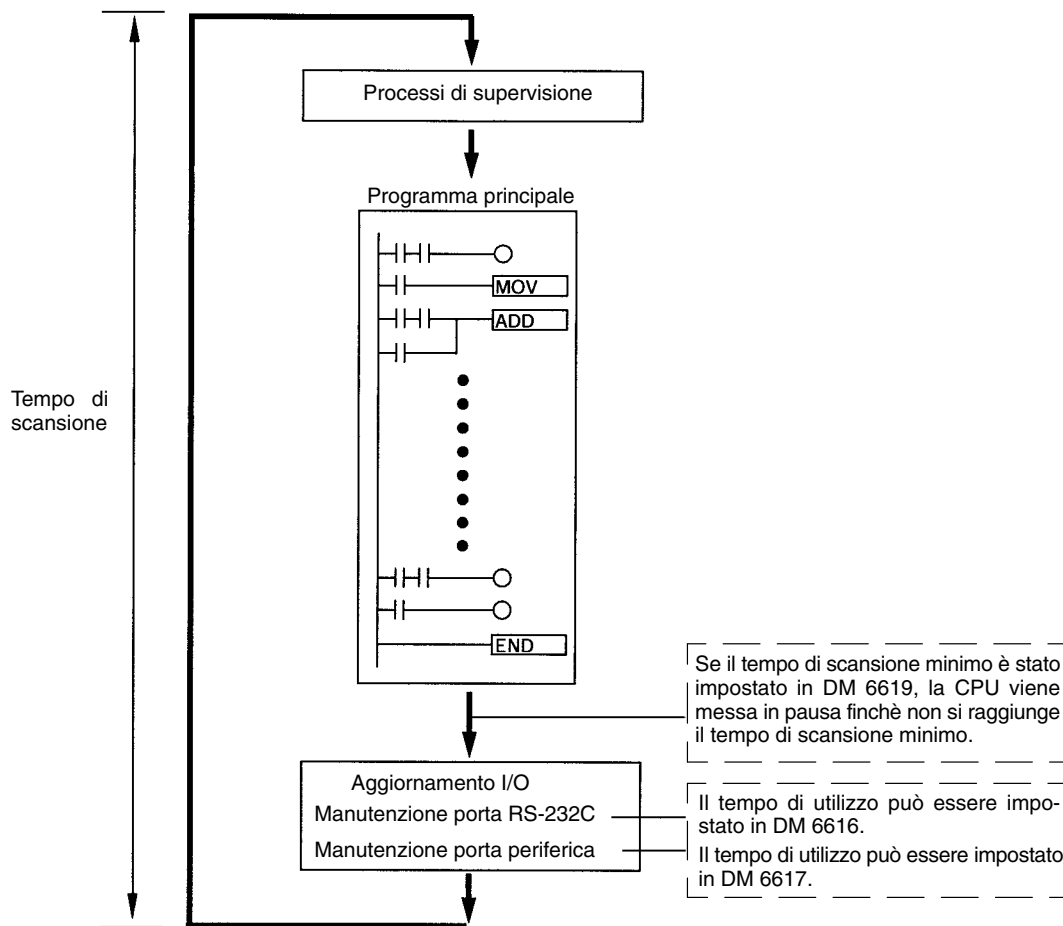 Processi di supervisione
Programma principale
MOV
ADD
Tempo di
scansione
END
Se il tempo di scansione minimo è stato
impostato in DM 6619, la CPU viene
messa in pausa finchè non si raggiunge
il tempo di scansione minimo.
Aggiornamento I/O
Manutenzione porta RS-232C
Manutenzione porta periferica
Il tempo di utilizzo può essere impo-
stato in DM 6616.
Il tempo di utilizzo può essere impostato
in DM 6617.